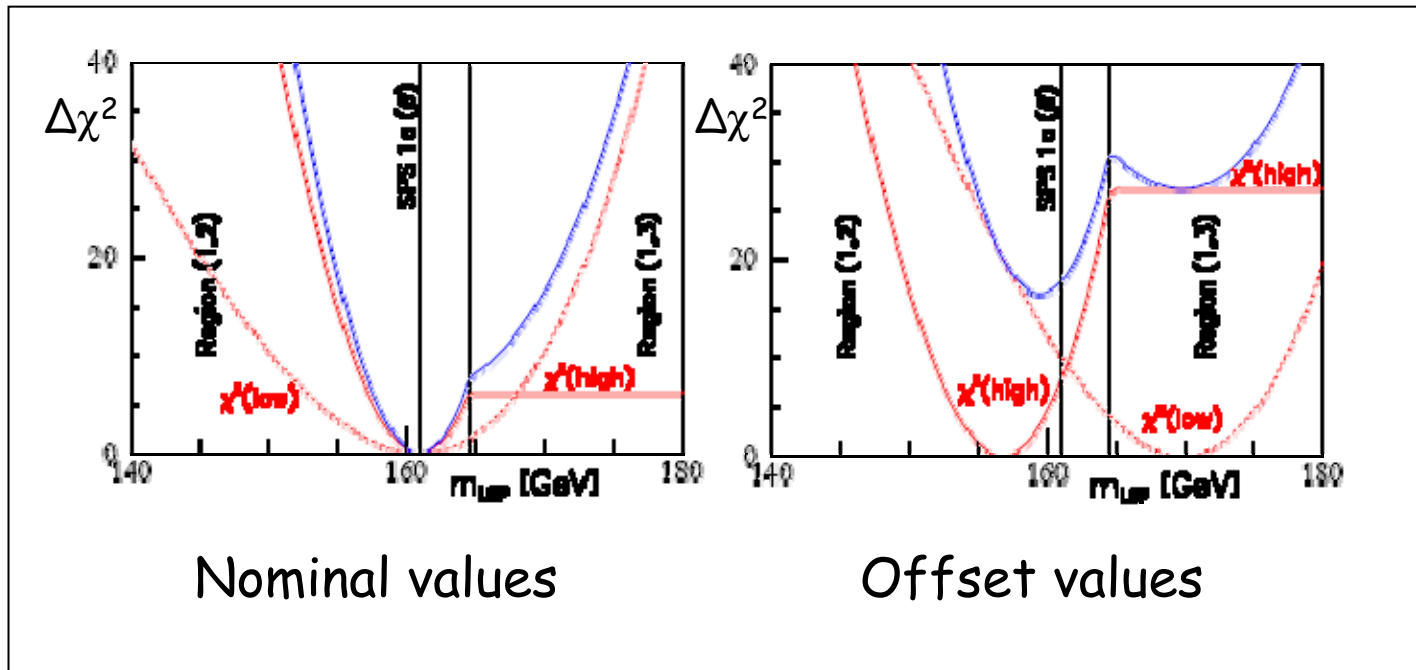 40
Δχ²
20
0
140
160
180
m_LSP [GeV]
Region (1,2)
SPS 1a (β)
Region (1,3)
χ²(low)
χ²(high)
Nominal values
40
Δχ²
20
0
140
160
180
m_LSP [GeV]
Region (1,2)
SPS 1a (β)
Region (1,3)
χ²(high)
χ²(high)
χ²(low)
Offset values